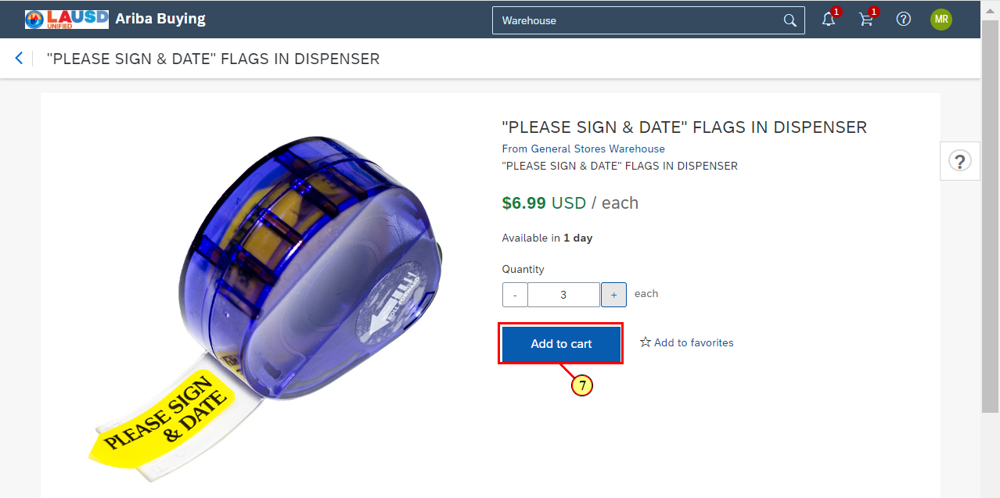 LAUSD
UNIFIED
Ariba Buying
Warehouse
1
1
MR
"PLEASE SIGN & DATE" FLAGS IN DISPENSER
"PLEASE SIGN & DATE" FLAGS IN DISPENSER
From General Stores Warehouse
"PLEASE SIGN & DATE" FLAGS IN DISPENSER
?
$6.99 USD / each
Available in 1 day
Quantity
- 3 + each
Add to cart
☆ Add to favorites
7
PULL FORWARD
PLEASE SIGN
& DATE